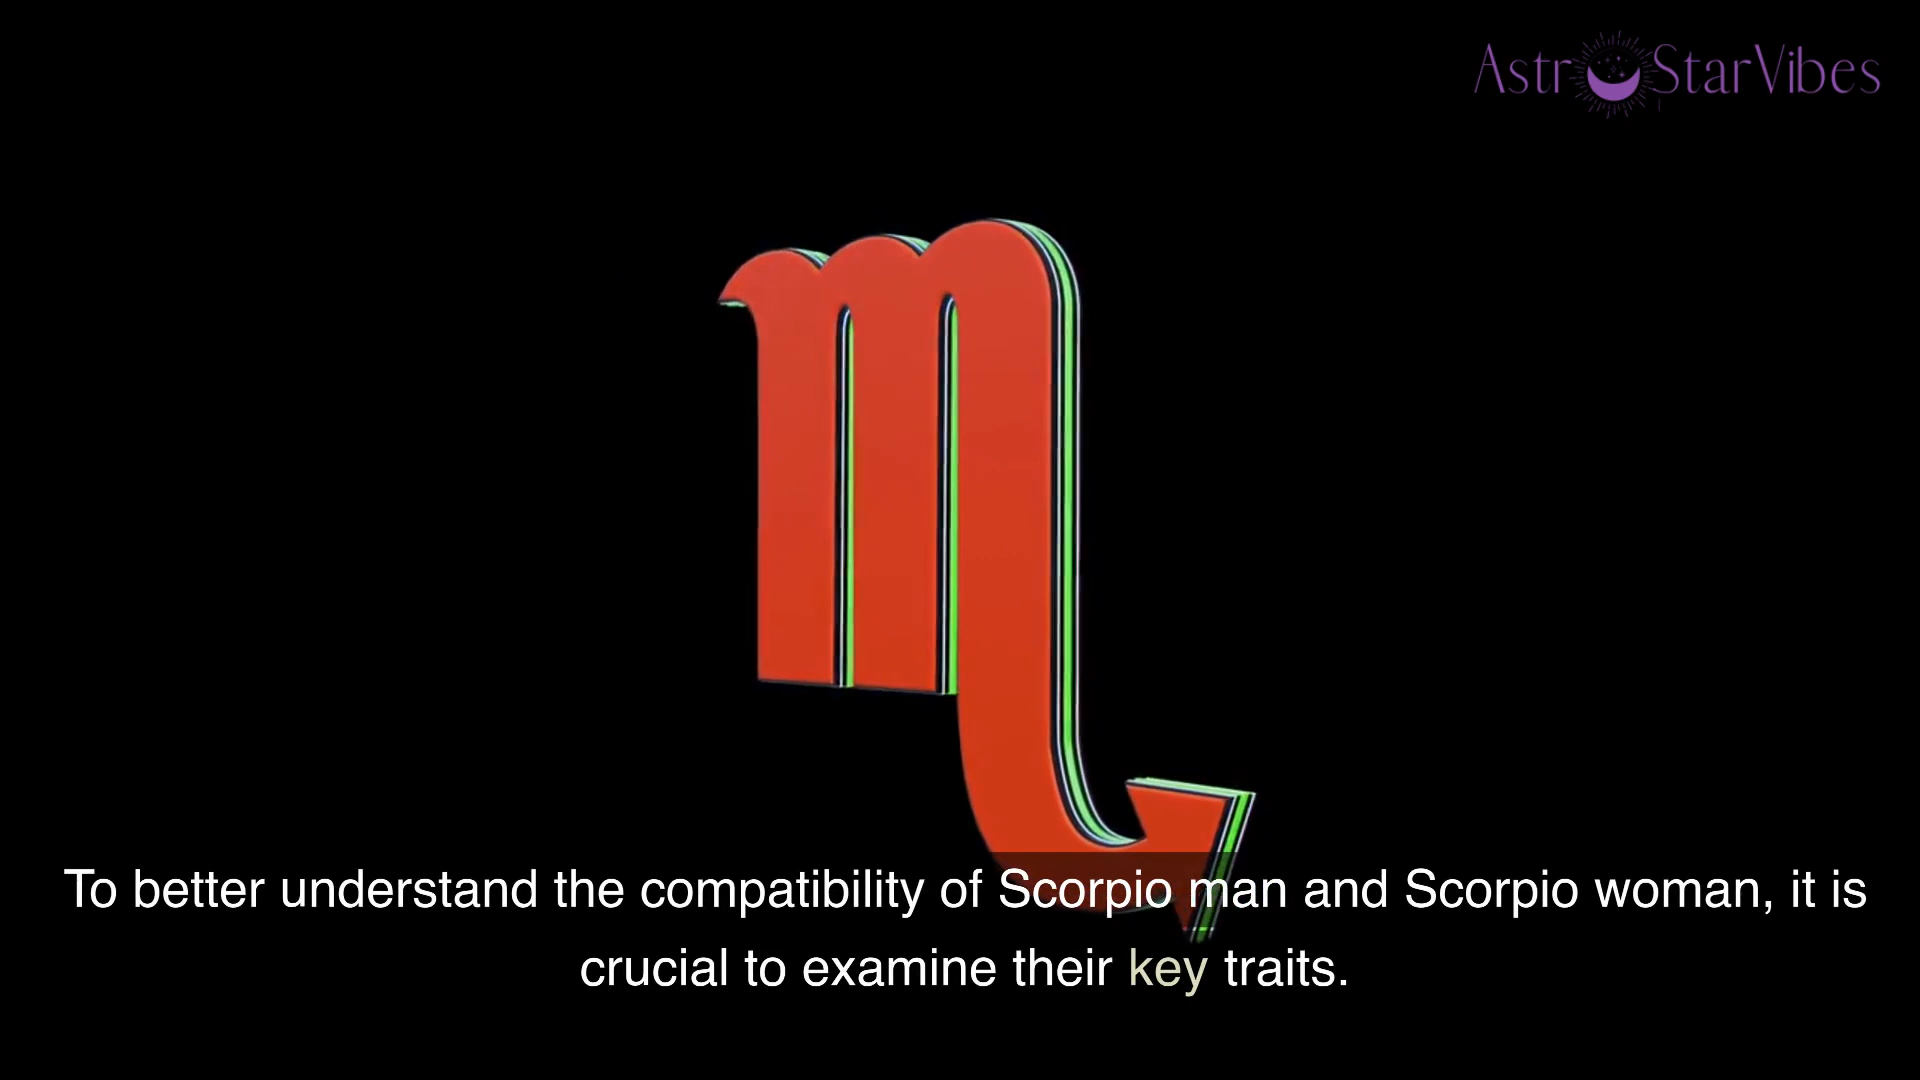 AstroStarVibes
To better understand the compatibility of Scorpio man and Scorpio woman, it is
crucial to examine their key traits.